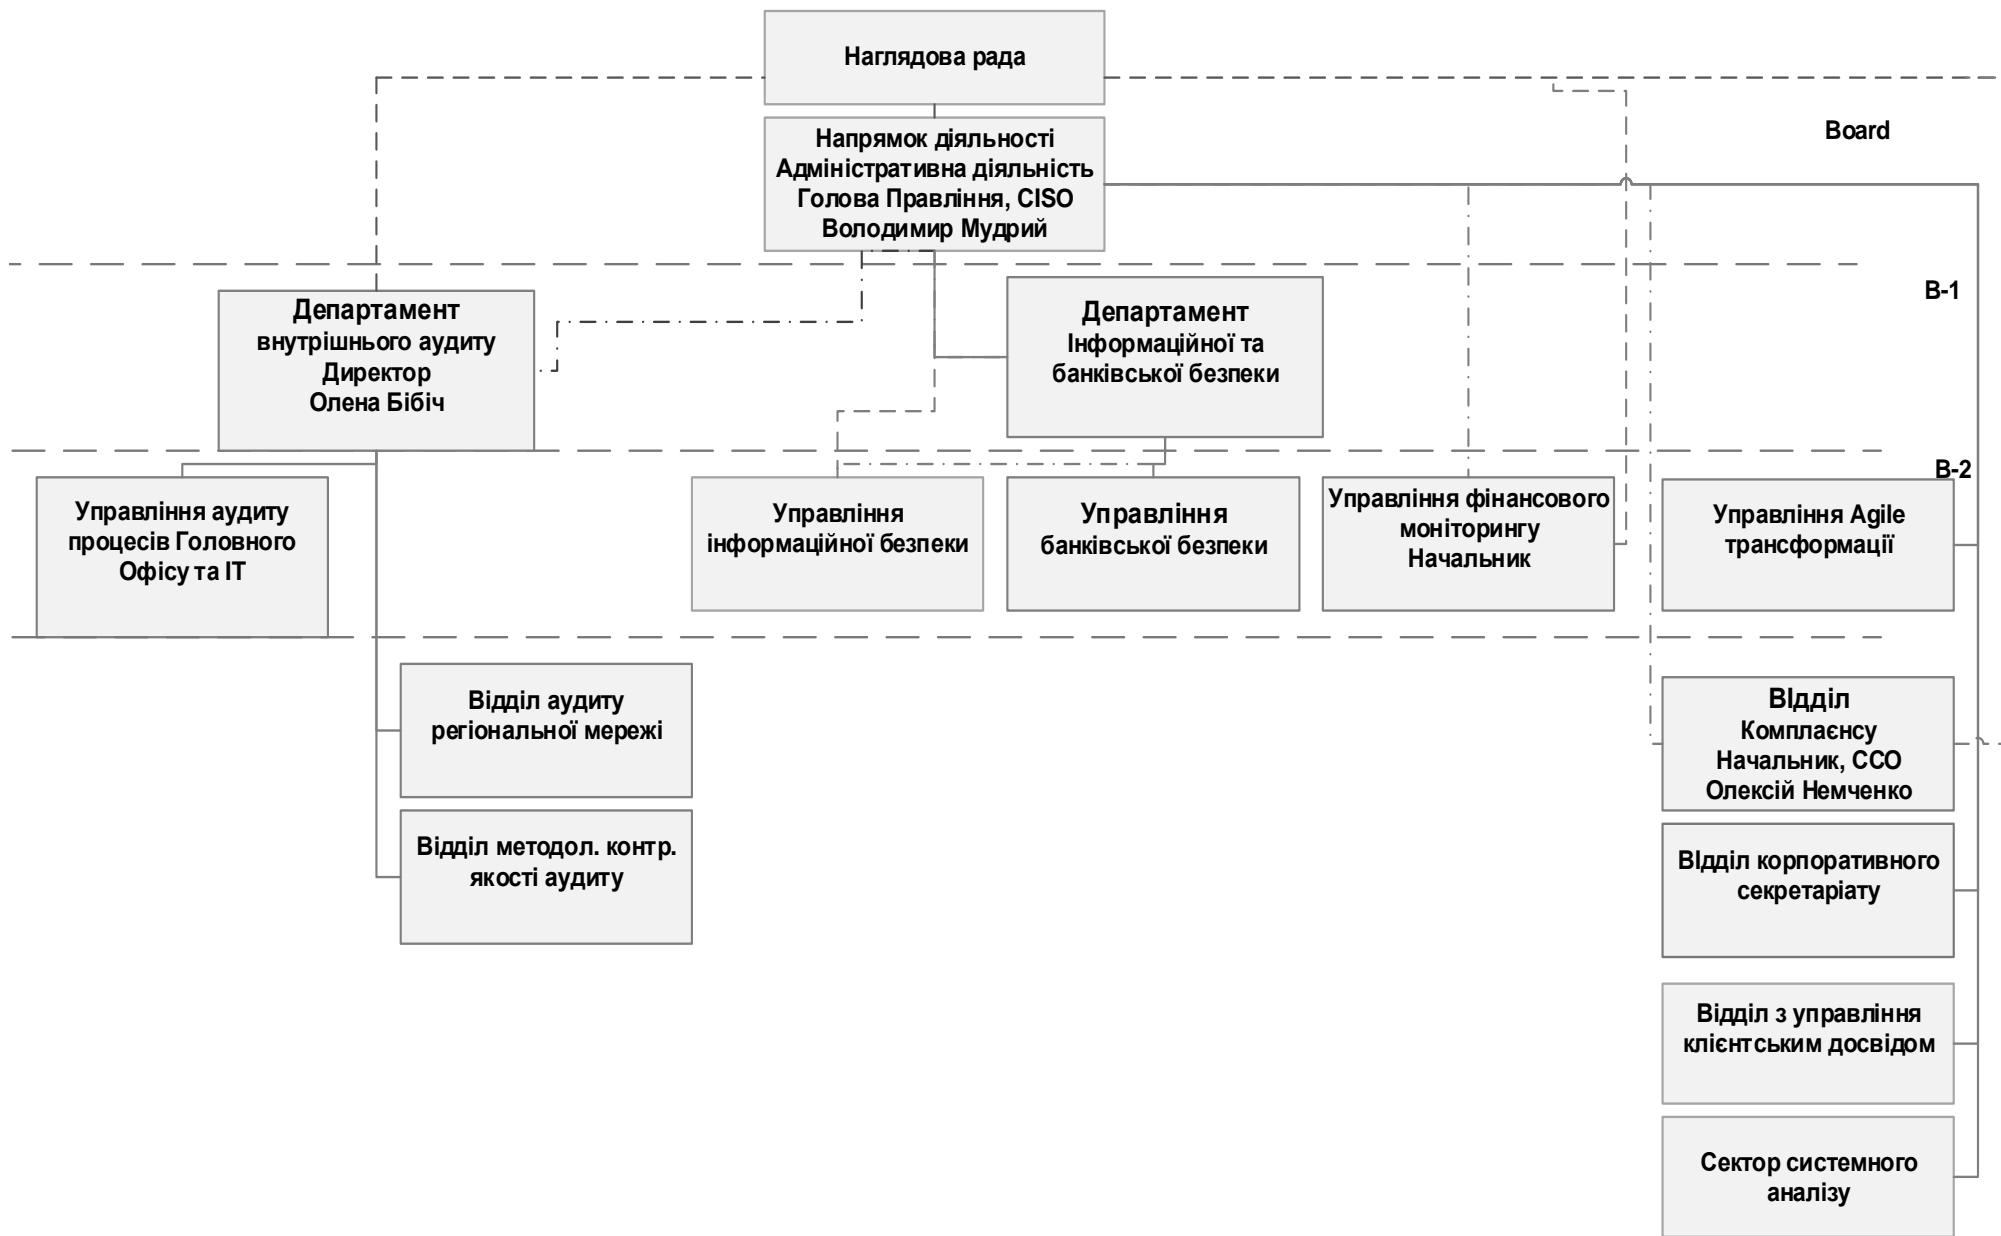 Наглядова рада
Board
Напрямок діяльності
Адміністративна діяльність
Голова Правління, CISO
Володимир Мудрий
B-1
Департамент
внутрішнього аудиту
Директор
Олена Бібіч
Департамент
Інформаційної та
банківської безпеки
B-2
Управління аудиту
процесів Головного
Офісу та ІТ
Управління
інформаційної безпеки
Управління
банківської безпеки
Управління фінансового
моніторингу
Начальник
Управління Agile
трансформації
Відділ аудиту
регіональної мережі
Відділ методол. контр.
якості аудиту
ВІдділ
Комплаєнсу
Начальник, ССО
Олексій Немченко
ВІдділ корпоративного
секретаріату
Відділ з управління
клієнтським досвідом
Сектор системного
аналізу